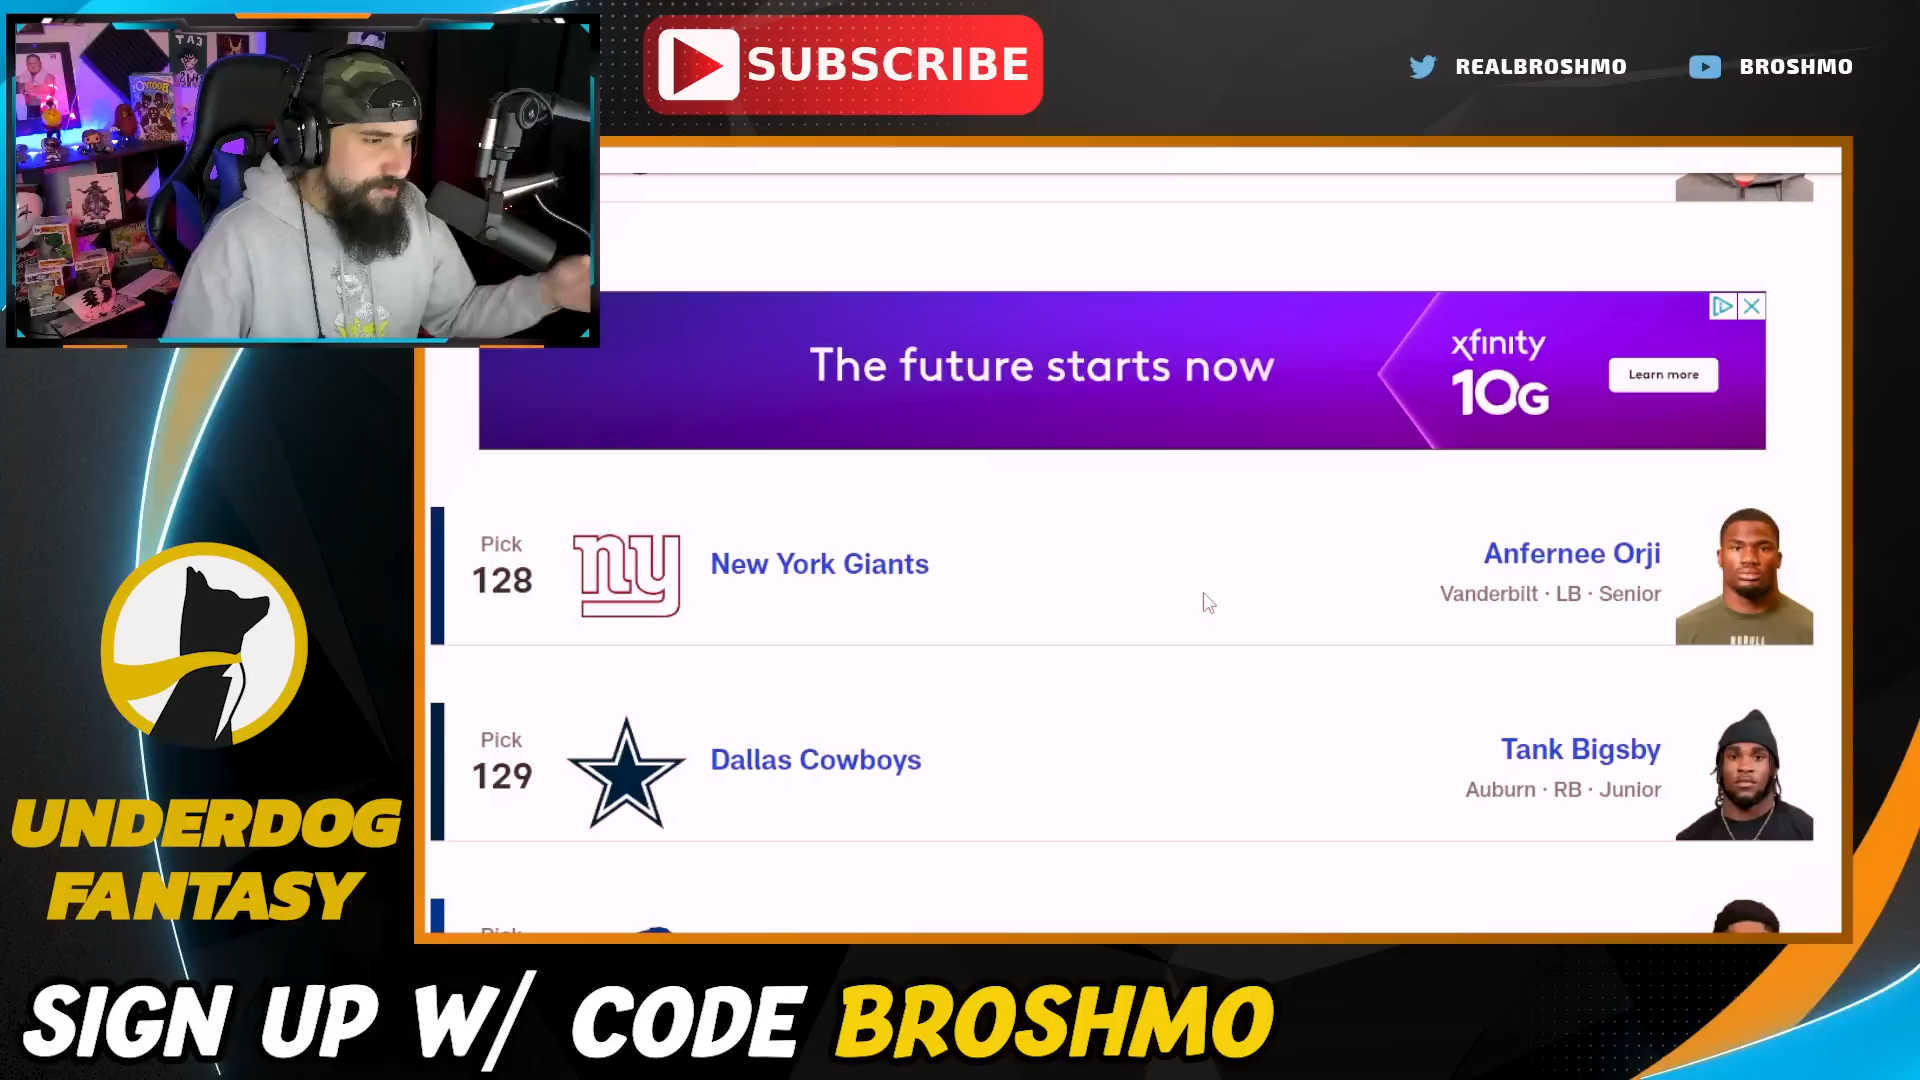 SUBSCRIBE
REALBROSHMO
BROSHMO
The future starts now
xfinity
10G
Learn more
Pick
128
ny
New York Giants
Anfernee Orji
Vanderbilt · LB · Senior
Pick
129
Dallas Cowboys
Tank Bigsby
Auburn · RB · Junior
UNDERDOG
FANTASY
SIGN UP W/ CODE BROSHMO